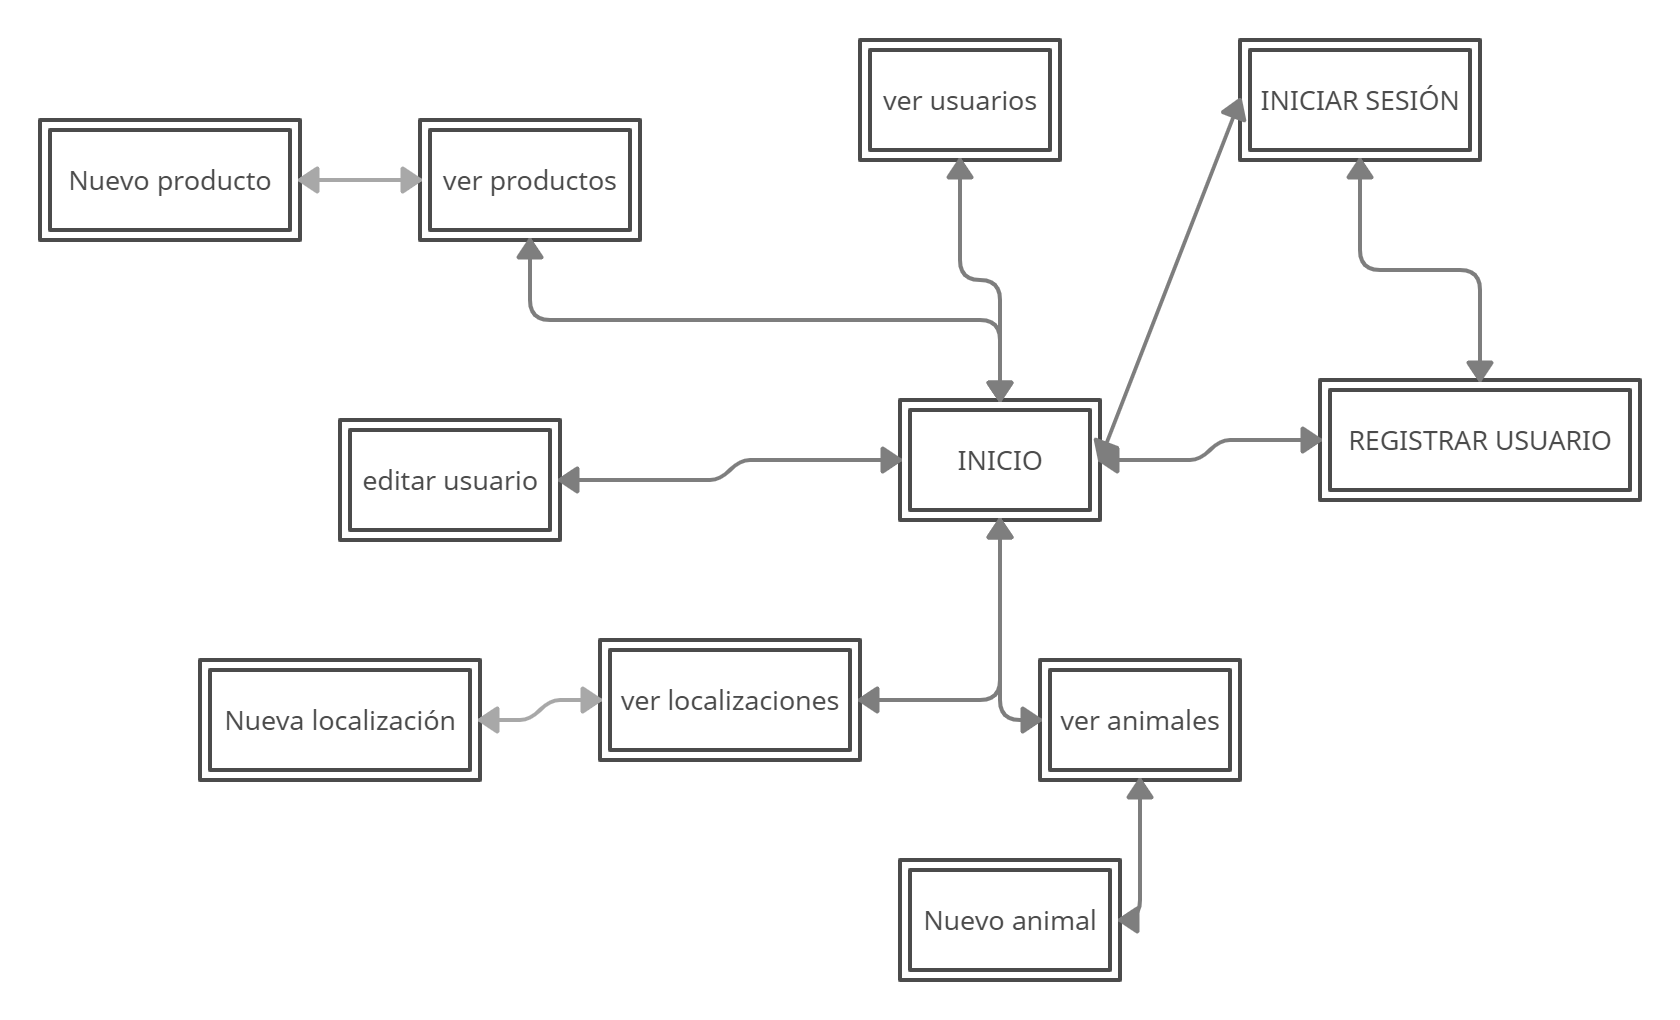 ver usuarios
INICIAR SESIÓN
Nuevo producto
ver productos
REGISTRAR USUARIO
INICIO
editar usuario
ver localizaciones
Nueva localización
ver animales
Nuevo animal